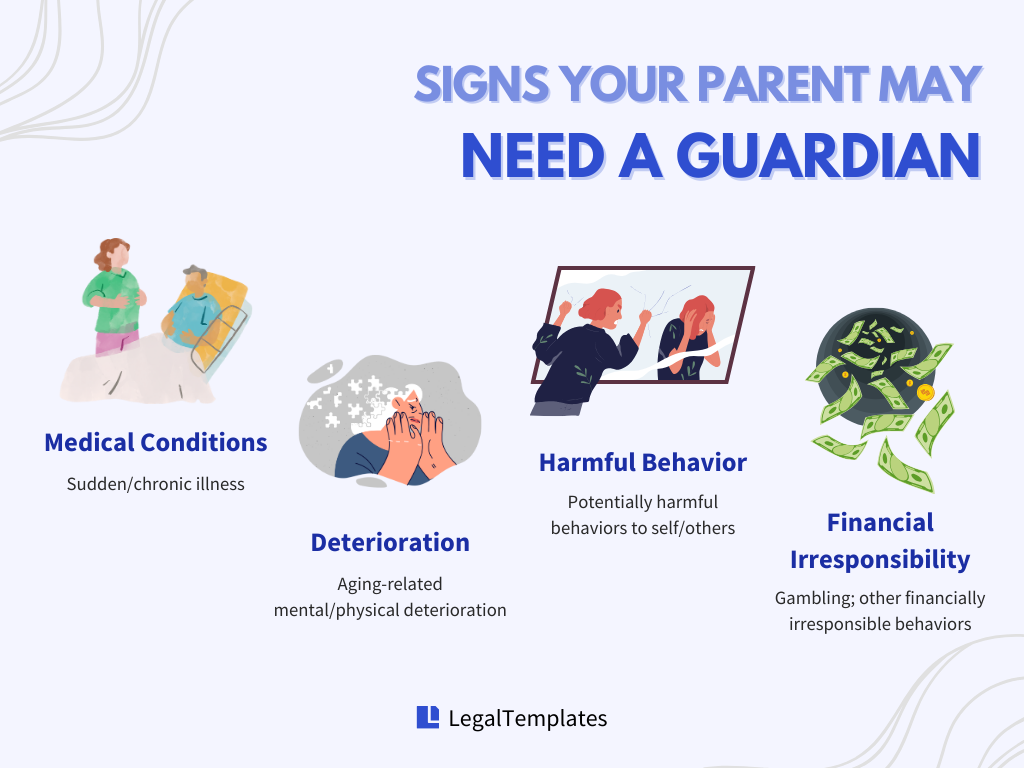 SIGNS YOUR PARENT MAY
NEED A GUARDIAN
Medical Conditions
Sudden/chronic illness
Deterioration
Aging-related
mental/physical deterioration
Harmful Behavior
Potentially harmful
behaviors to self/others
Financial
Irresponsibility
Gambling; other financially
irresponsible behaviors
LegalTemplates